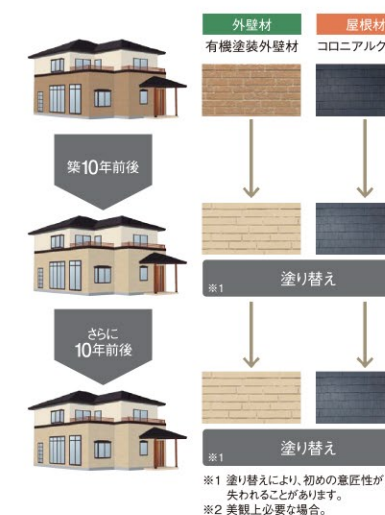 外壁材
屋根材
有機塗装外壁材
コロニアルク
築10年前後
※1 塗り替え
さらに
10年前後
※1 塗り替え
※1 塗り替えにより、初めの意匠性が
失われることがあります。
※2 美観上必要な場合。